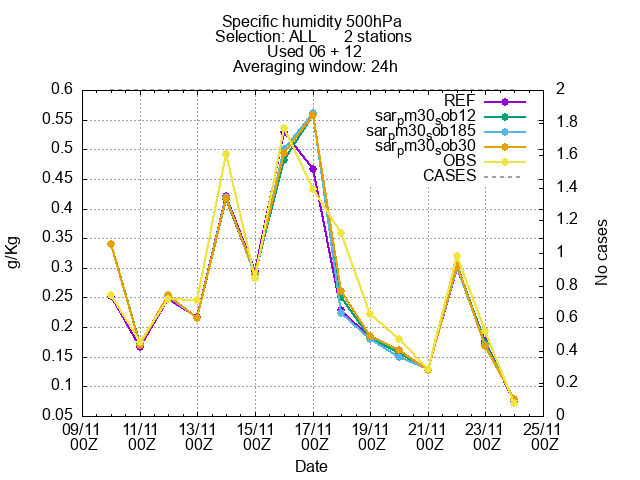 Specific humidity 500hPa
Selection: ALL 2 stations
Used 06 + 12
Averaging window: 24h
0.6
0.55
0.5
0.45
0.4
0.35
0.3
0.25
0.2
0.15
0.1
0.05
g/Kg
REF
sarpm30sob12
sarpm30sob185
sarpm30sob30
OBS
CASES
2
1.8
1.6
1.4
1.2
1
0.8
0.6
0.4
0.2
0
No cases
09/11 11/11 13/11 15/11 17/11 19/11 21/11 23/11 25/11
00Z 00Z 00Z 00Z 00Z 00Z 00Z 00Z 00Z
Date